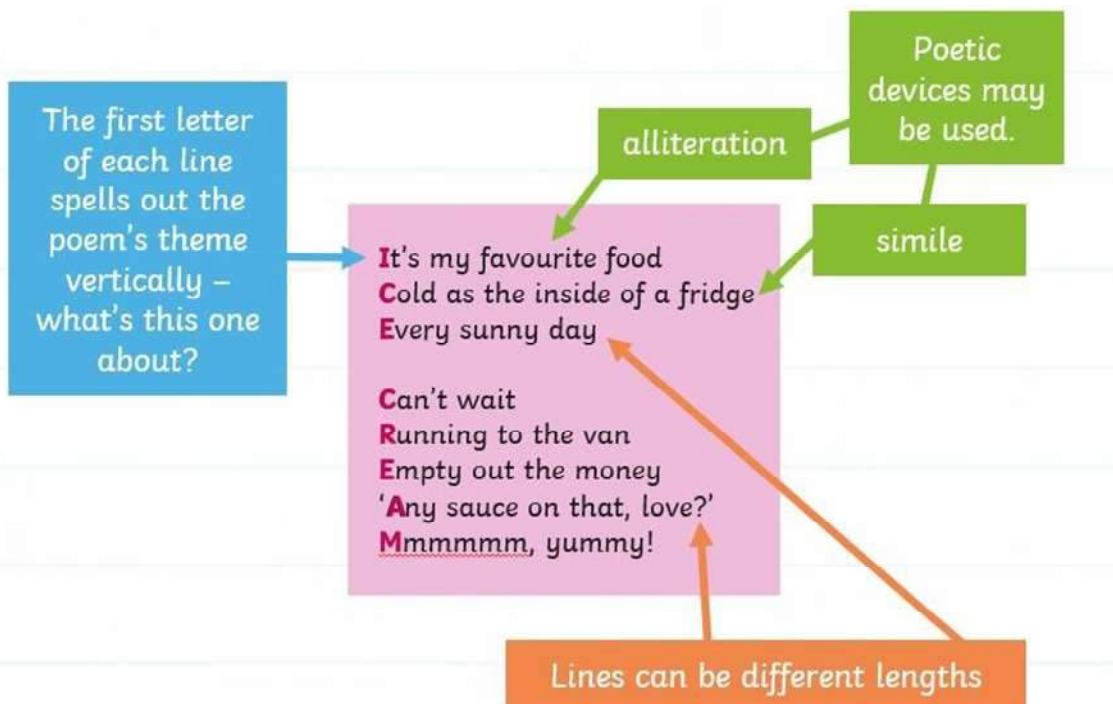 The first letter
of each line
spells out the
poem's theme
vertically –
what's this one
about?
Poetic
devices may
be used.
alliteration
simile
It's my favourite food
Cold as the inside of a fridge
Every sunny day
Can't wait
Running to the van
Empty out the money
'Any sauce on that, love?'
Mmmmmm, yummy!
Lines can be different lengths